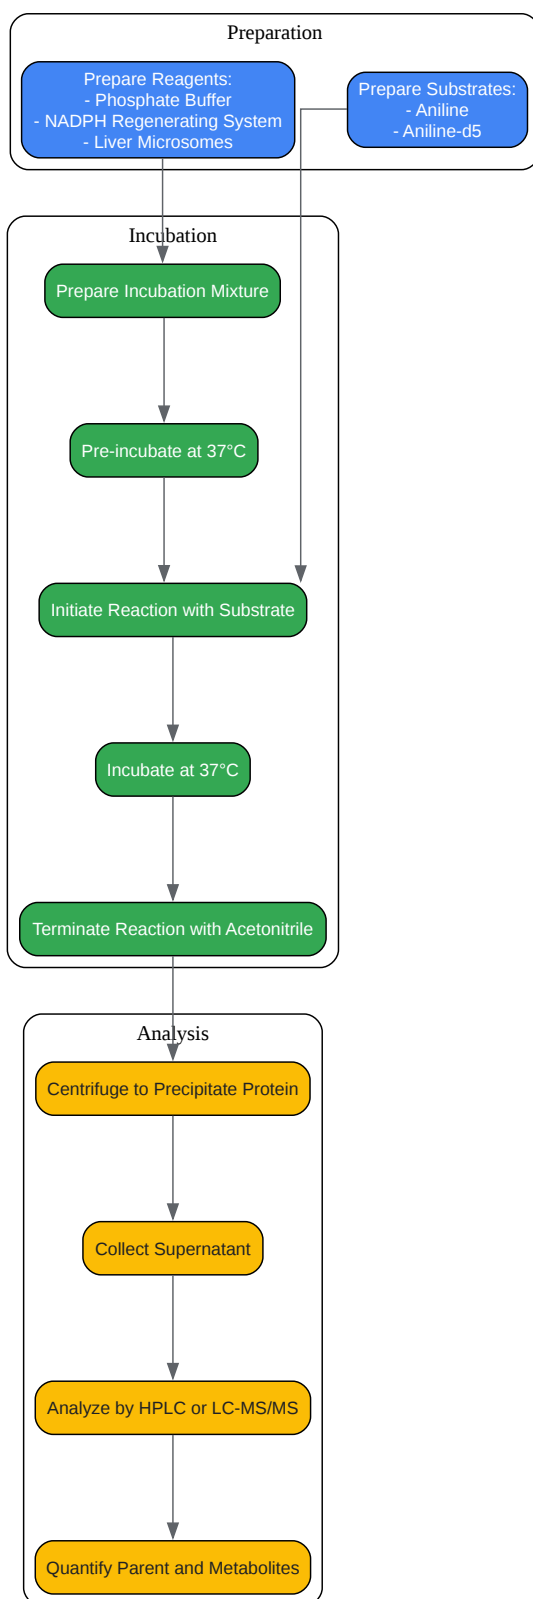 Preparation
Prepare Reagents:
- Phosphate Buffer
- NADPH Regenerating System
- Liver Microsomes
Prepare Substrates:
- Aniline
- Aniline-d5
Incubation
Prepare Incubation Mixture
Pre-incubate at 37°C
Initiate Reaction with Substrate
Incubate at 37°C
Terminate Reaction with Acetonitrile
Analysis
Centrifuge to Precipitate Protein
Collect Supernatant
Analyze by HPLC or LC-MS/MS
Quantify Parent and Metabolites